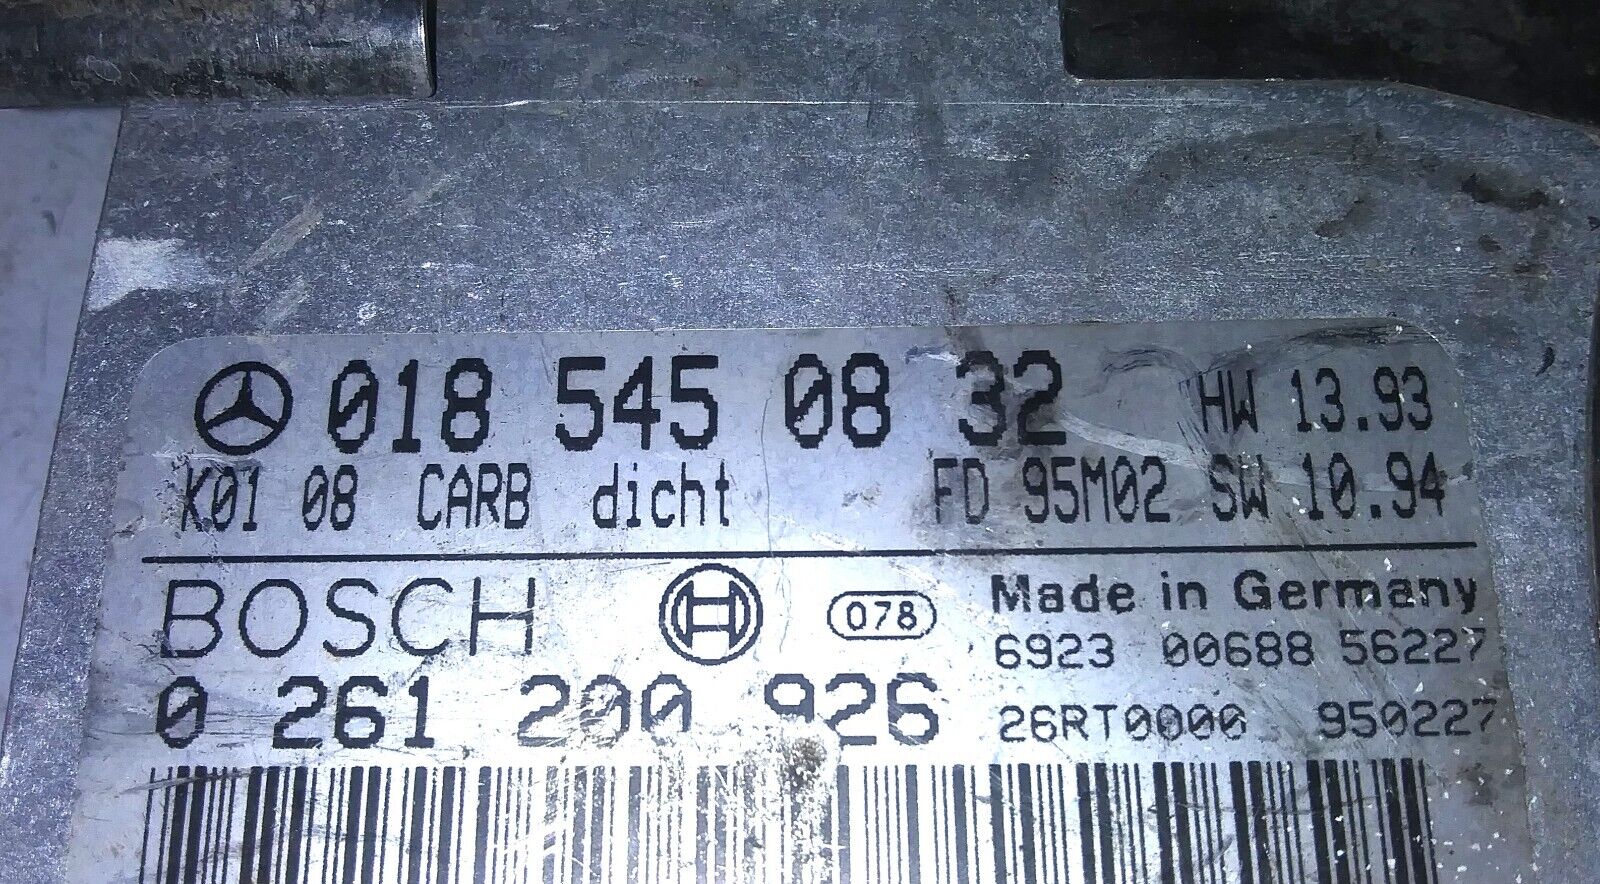 018 545 08 32 HW 13.93
K01 08 CARB dicht FD 95M02 SW 10.94
BOSCH 078 Made in Germany
6923 00688 56227
0 261 200 926 26RT0000 950227